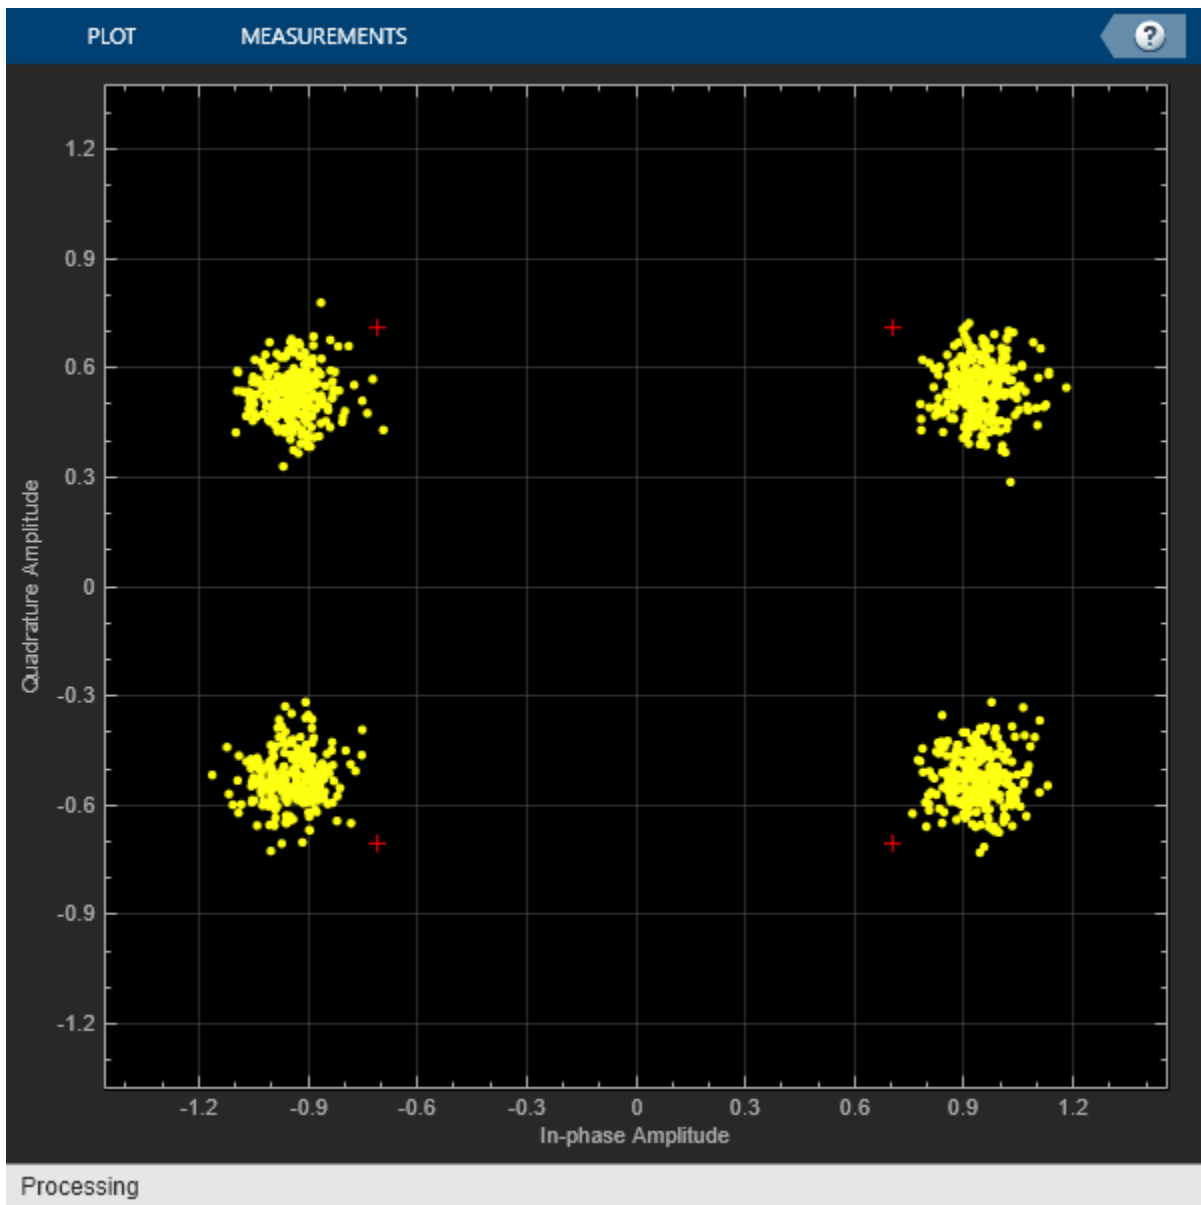 PLOT MEASUREMENTS ?
1.2
0.9
0.6
0.3
0
-0.3
-0.6
-0.9
-1.2
Quadrature Amplitude
-1.2 -0.9 -0.6 -0.3 0 0.3 0.6 0.9 1.2
In-phase Amplitude
Processing